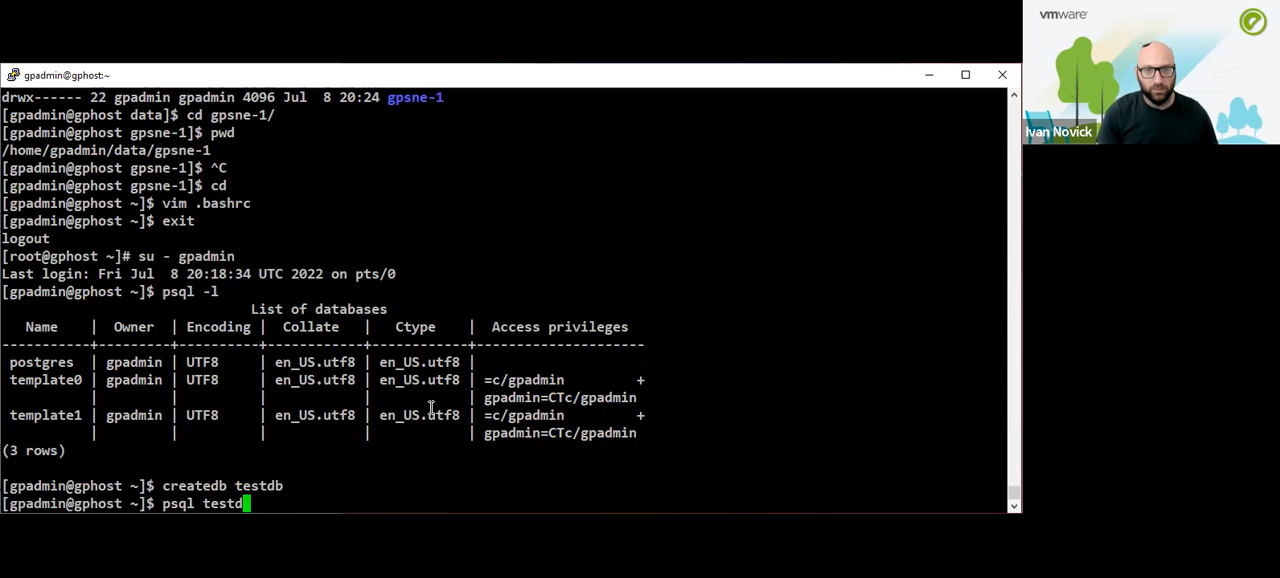 vmware
gpadmin@gphost:~
Ivan Novick
drwx------ 22 gpadmin gpadmin 4096 Jul  8 20:24 gpsne-1
[gpadmin@gphost data]$ cd gpsne-1/
[gpadmin@gphost gpsne-1]$ pwd
/home/gpadmin/data/gpsne-1
[gpadmin@gphost gpsne-1]$ ^C
[gpadmin@gphost gpsne-1]$ cd
[gpadmin@gphost ~]$ vim .bashrc
[gpadmin@gphost ~]$ exit
logout
[root@gphost ~]# su - gpadmin
Last login: Fri Jul  8 20:18:34 UTC 2022 on pts/0
[gpadmin@gphost ~]$ psql -l
List of databases
Name    |  Owner  | Encoding |  Collate   |   Ctype    |  Access privileges
-----------+---------+----------+------------+------------+---------------------
postgres  | gpadmin | UTF8     | en_US.utf8 | en_US.utf8 |
template0 | gpadmin | UTF8     | en_US.utf8 | en_US.utf8 | =c/gpadmin         +
|         |          |            |            | gpadmin=CTc/gpadmin
template1 | gpadmin | UTF8     | en_US.utf8 | en_US.utf8 | =c/gpadmin         +
|         |          |            |            | gpadmin=CTc/gpadmin
(3 rows)
[gpadmin@gphost ~]$ createdb testdb
[gpadmin@gphost ~]$ psql testd